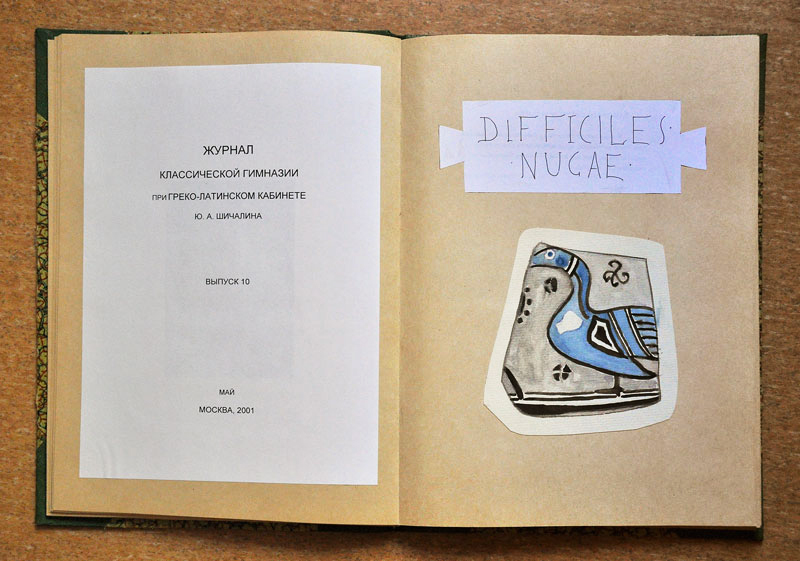 ЖУРНАЛ
КЛАССИЧЕСКОЙ ГИМНАЗИИ
ПРИ ГРЕКО-ЛАТИНСКОМ КАБИНЕТЕ
Ю. А. ШИЧАЛИНА
ВЫПУСК 10
МАЙ
МОСКВА, 2001
DIFFICILES·
·NUGAE·